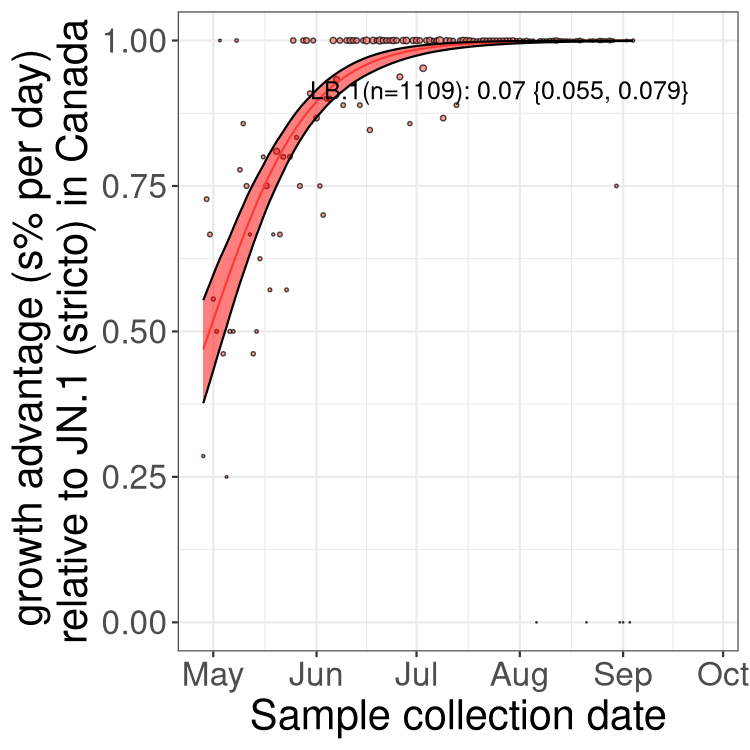 growth advantage (s% per day)
relative to JN.1 (stricto) in Canada
1.00
0.75
0.50
0.25
0.00
LB.1(n=1109): 0.07 {0.055, 0.079}
May Jun Jul Aug Sep Oct
Sample collection date